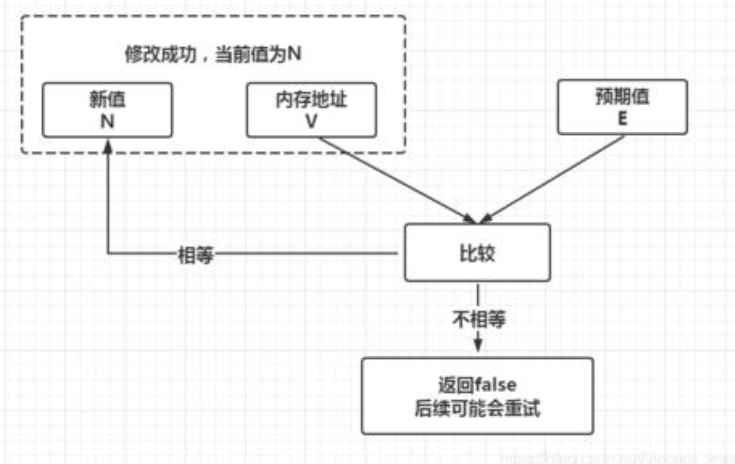 修改成功，当前值为N
新值
N
内存地址
V
预期值
E
相等
比较
不相等
返回false
后续可能会重试